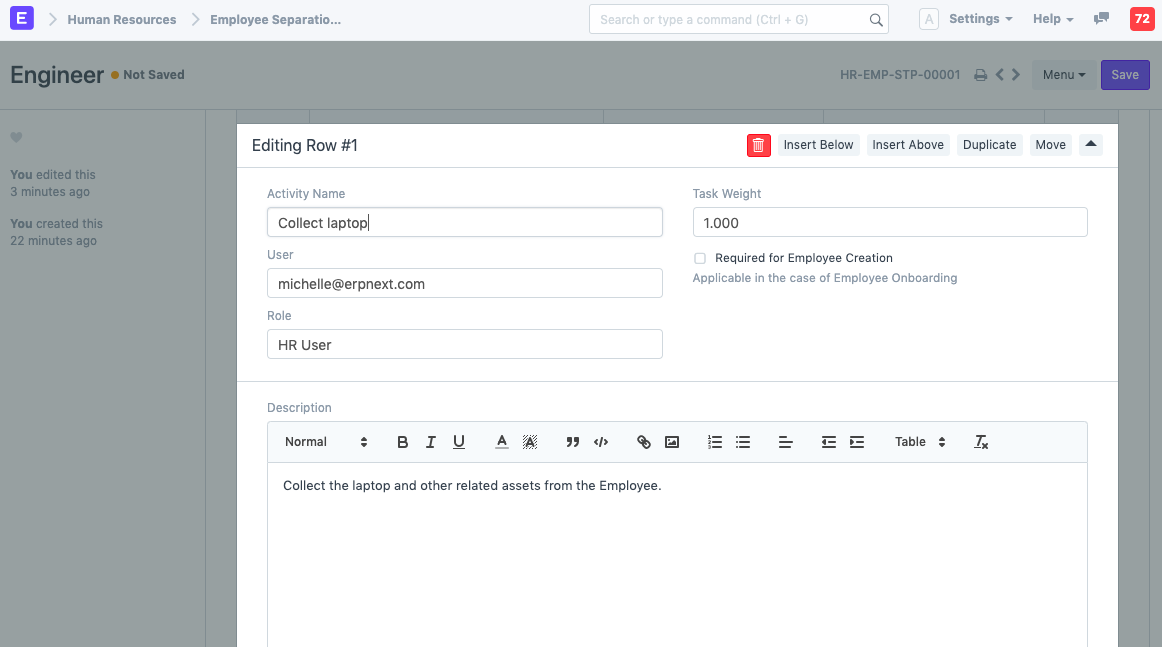 E Human Resources Employee Separatio... Search or type a command (Ctrl + G) A Settings Help 72
Engineer Not Saved HR-EMP-STP-00001 Menu Save
Editing Row #1 Insert Below Insert Above Duplicate Move
You edited this
3 minutes ago
You created this
22 minutes ago
Activity Name Task Weight
Collect laptop 1.000
User
Required for Employee Creation
michelle@erpnext.com
Applicable in the case of Employee Onboarding
Role
HR User
Description
Normal B I U A A Table
Collect the laptop and other related assets from the Employee.